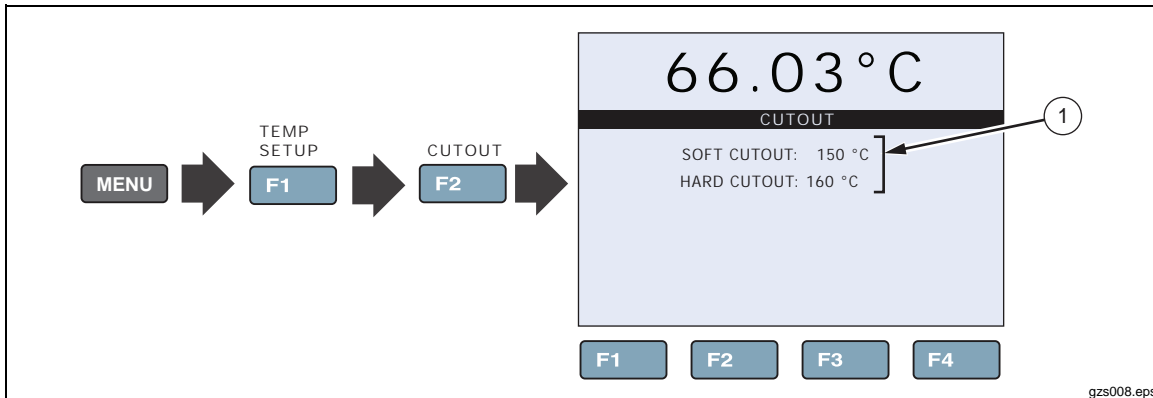 66.03°C
CUTOUT
1
TEMP
SETUP
CUTOUT
SOFT CUTOUT: 150 °C
HARD CUTOUT: 160 °C
MENU
F1
F2
F1
F2
F3
F4
gzs008.eps